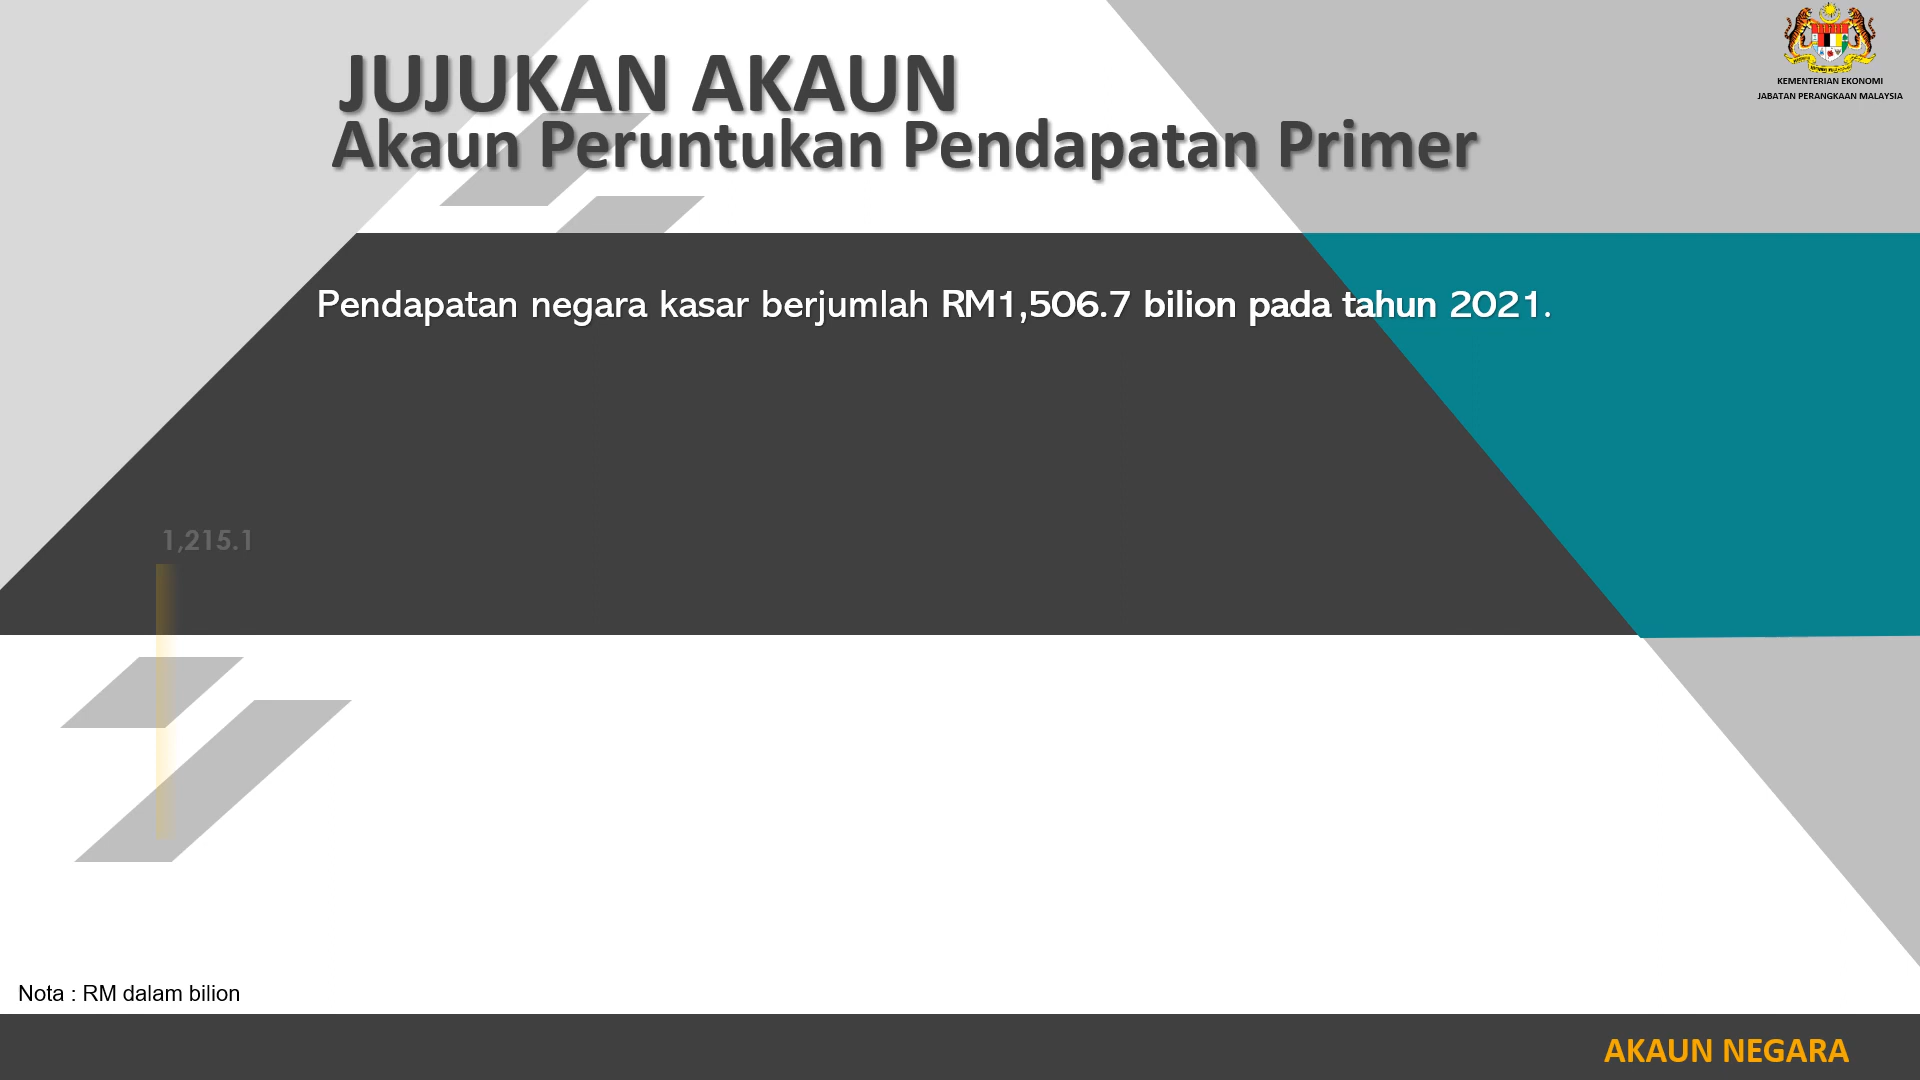 KEMENTERIAN EKONOMI
JABATAN PERANGKAAN MALAYSIA
JUJUKAN AKAUN
Akaun Peruntukan Pendapatan Primer
Pendapatan negara kasar berjumlah RM1,506.7 bilion pada tahun 2021.
1,215.1
Nota : RM dalam bilion
AKAUN NEGARA